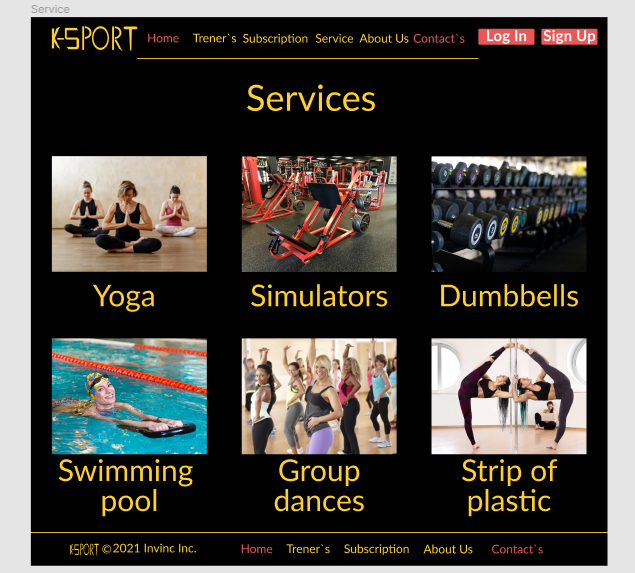 Service
K-SPORT Home Trener`s Subscription Service About Us Contact`s Log In Sign Up
Services
Yoga Simulators Dumbbells
Swimming pool Group dances Strip of plastic
K-SPORT ©2021 Invinc Inc. Home Trener`s Subscription About Us Contact`s